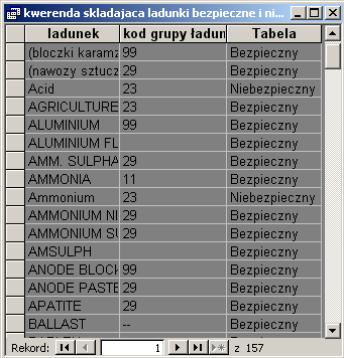 kwerenda skladajaca ladunki bezpieczne i ni...
ladunek kod grupy ładun Tabela
(bloczki karamz 99 Bezpieczny
(nawozy sztucz 29 Bezpieczny
Acid 23 Niebezpieczny
AGRICULTURE 23 Bezpieczny
ALUMINIUM 99 Bezpieczny
ALUMINIUM FL Bezpieczny
AMM. SULPHA 29 Bezpieczny
AMMONIA 11 Bezpieczny
Ammonium 23 Niebezpieczny
AMMONIUM NI 29 Bezpieczny
AMMONIUM SU 29 Bezpieczny
AMSULPH Bezpieczny
ANODE BLOCK 99 Bezpieczny
ANODE PASTE 29 Bezpieczny
APATITE 29 Bezpieczny
BALLAST -- Bezpieczny
Rekord: 1 z 157